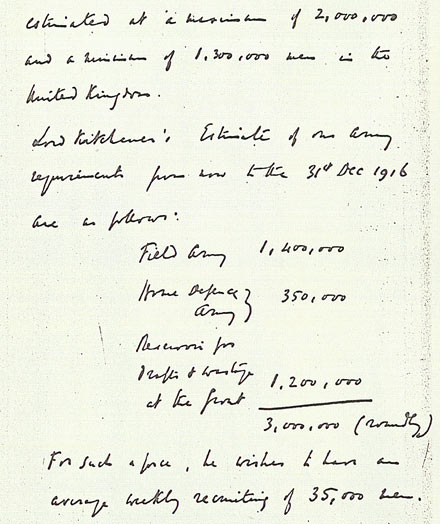 estimated at a maximum of 2,000,000
and a minimum of 1,300,000 men in the
United Kingdom.
Lord Kitchener's Estimate of our Army
requirements from now to the 31st Dec 1916
are as follows:
Field Army 1,400,000
Home Defence } 350,000
Army
Reservoir for
Drafts & wastage
at the front 1,200,000
3,000,000 (roundly)
For such a force, he wishes to have an
average weekly recruiting of 35,000 men.